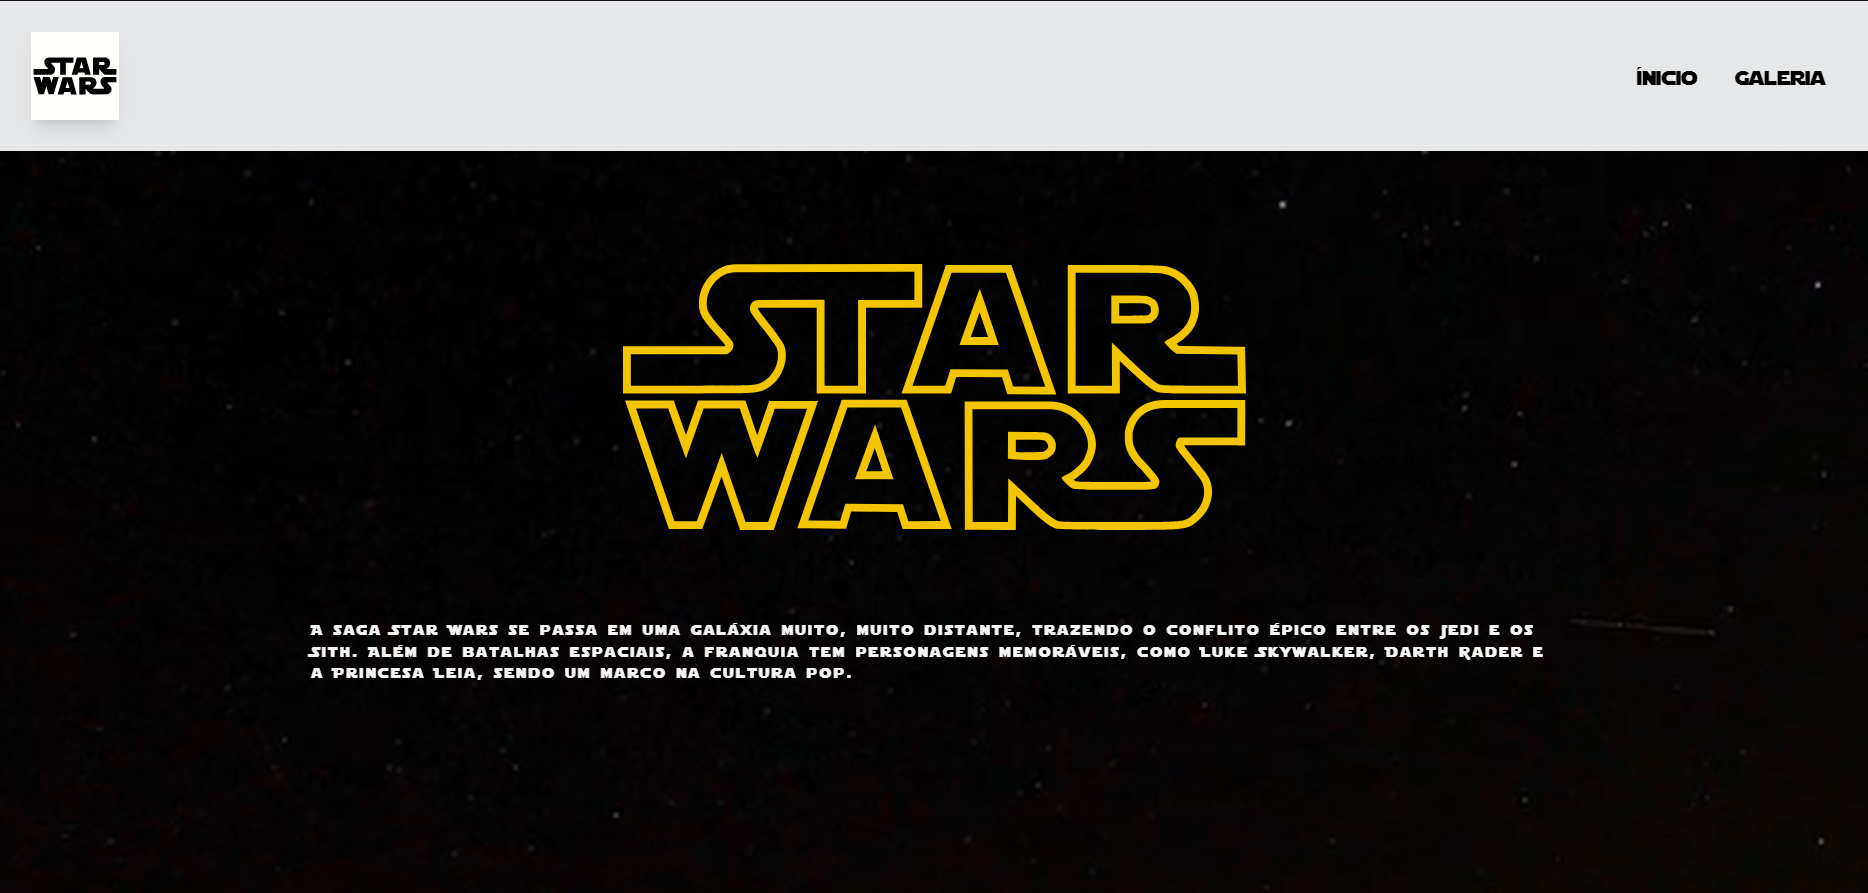 STAR
WARS
ÍNICIO GALERIA
STAR
WARS
A saga Star Wars se passa em uma galáxia muito, muito distante, trazendo o conflito épico entre os Jedi e os
Sith. Além de batalhas espaciais, a franquia tem personagens memoráveis, como Luke Skywalker, Darth Rader e
a Princesa Leia, sendo um marco na cultura pop.